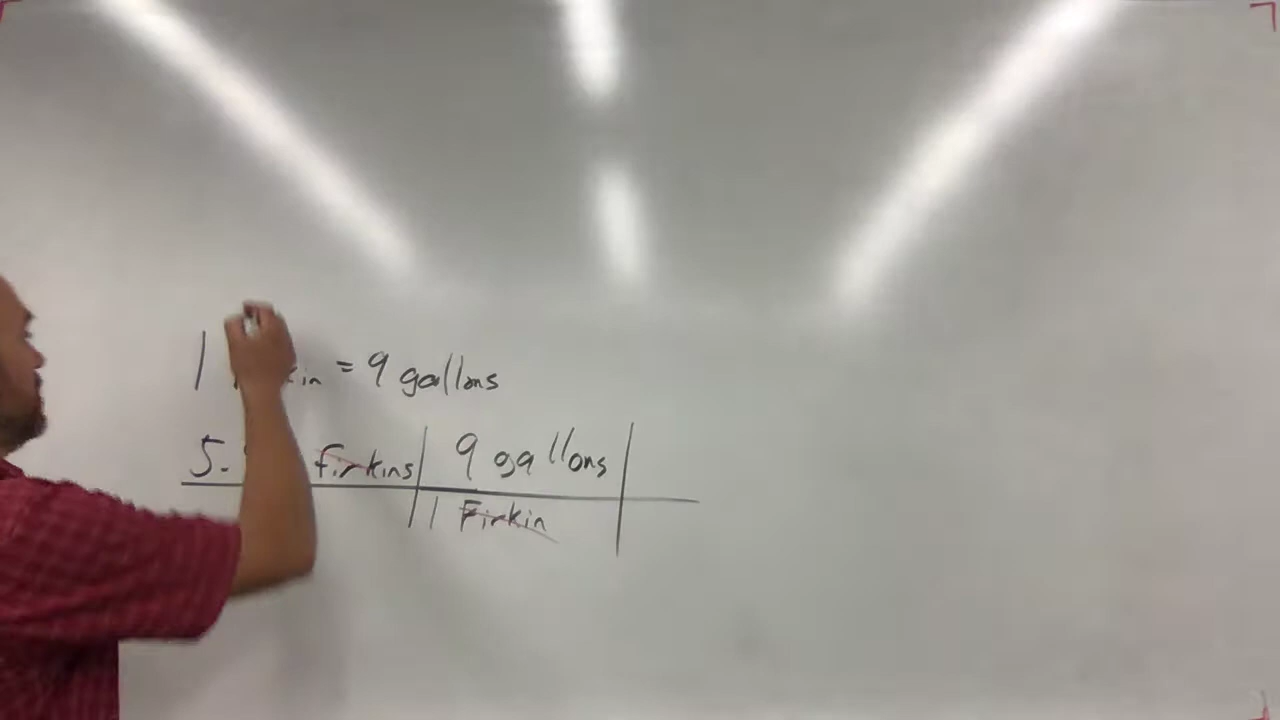 1 = 9 gallons
5. firkins | 9 gallons |
| 1 Firkin |